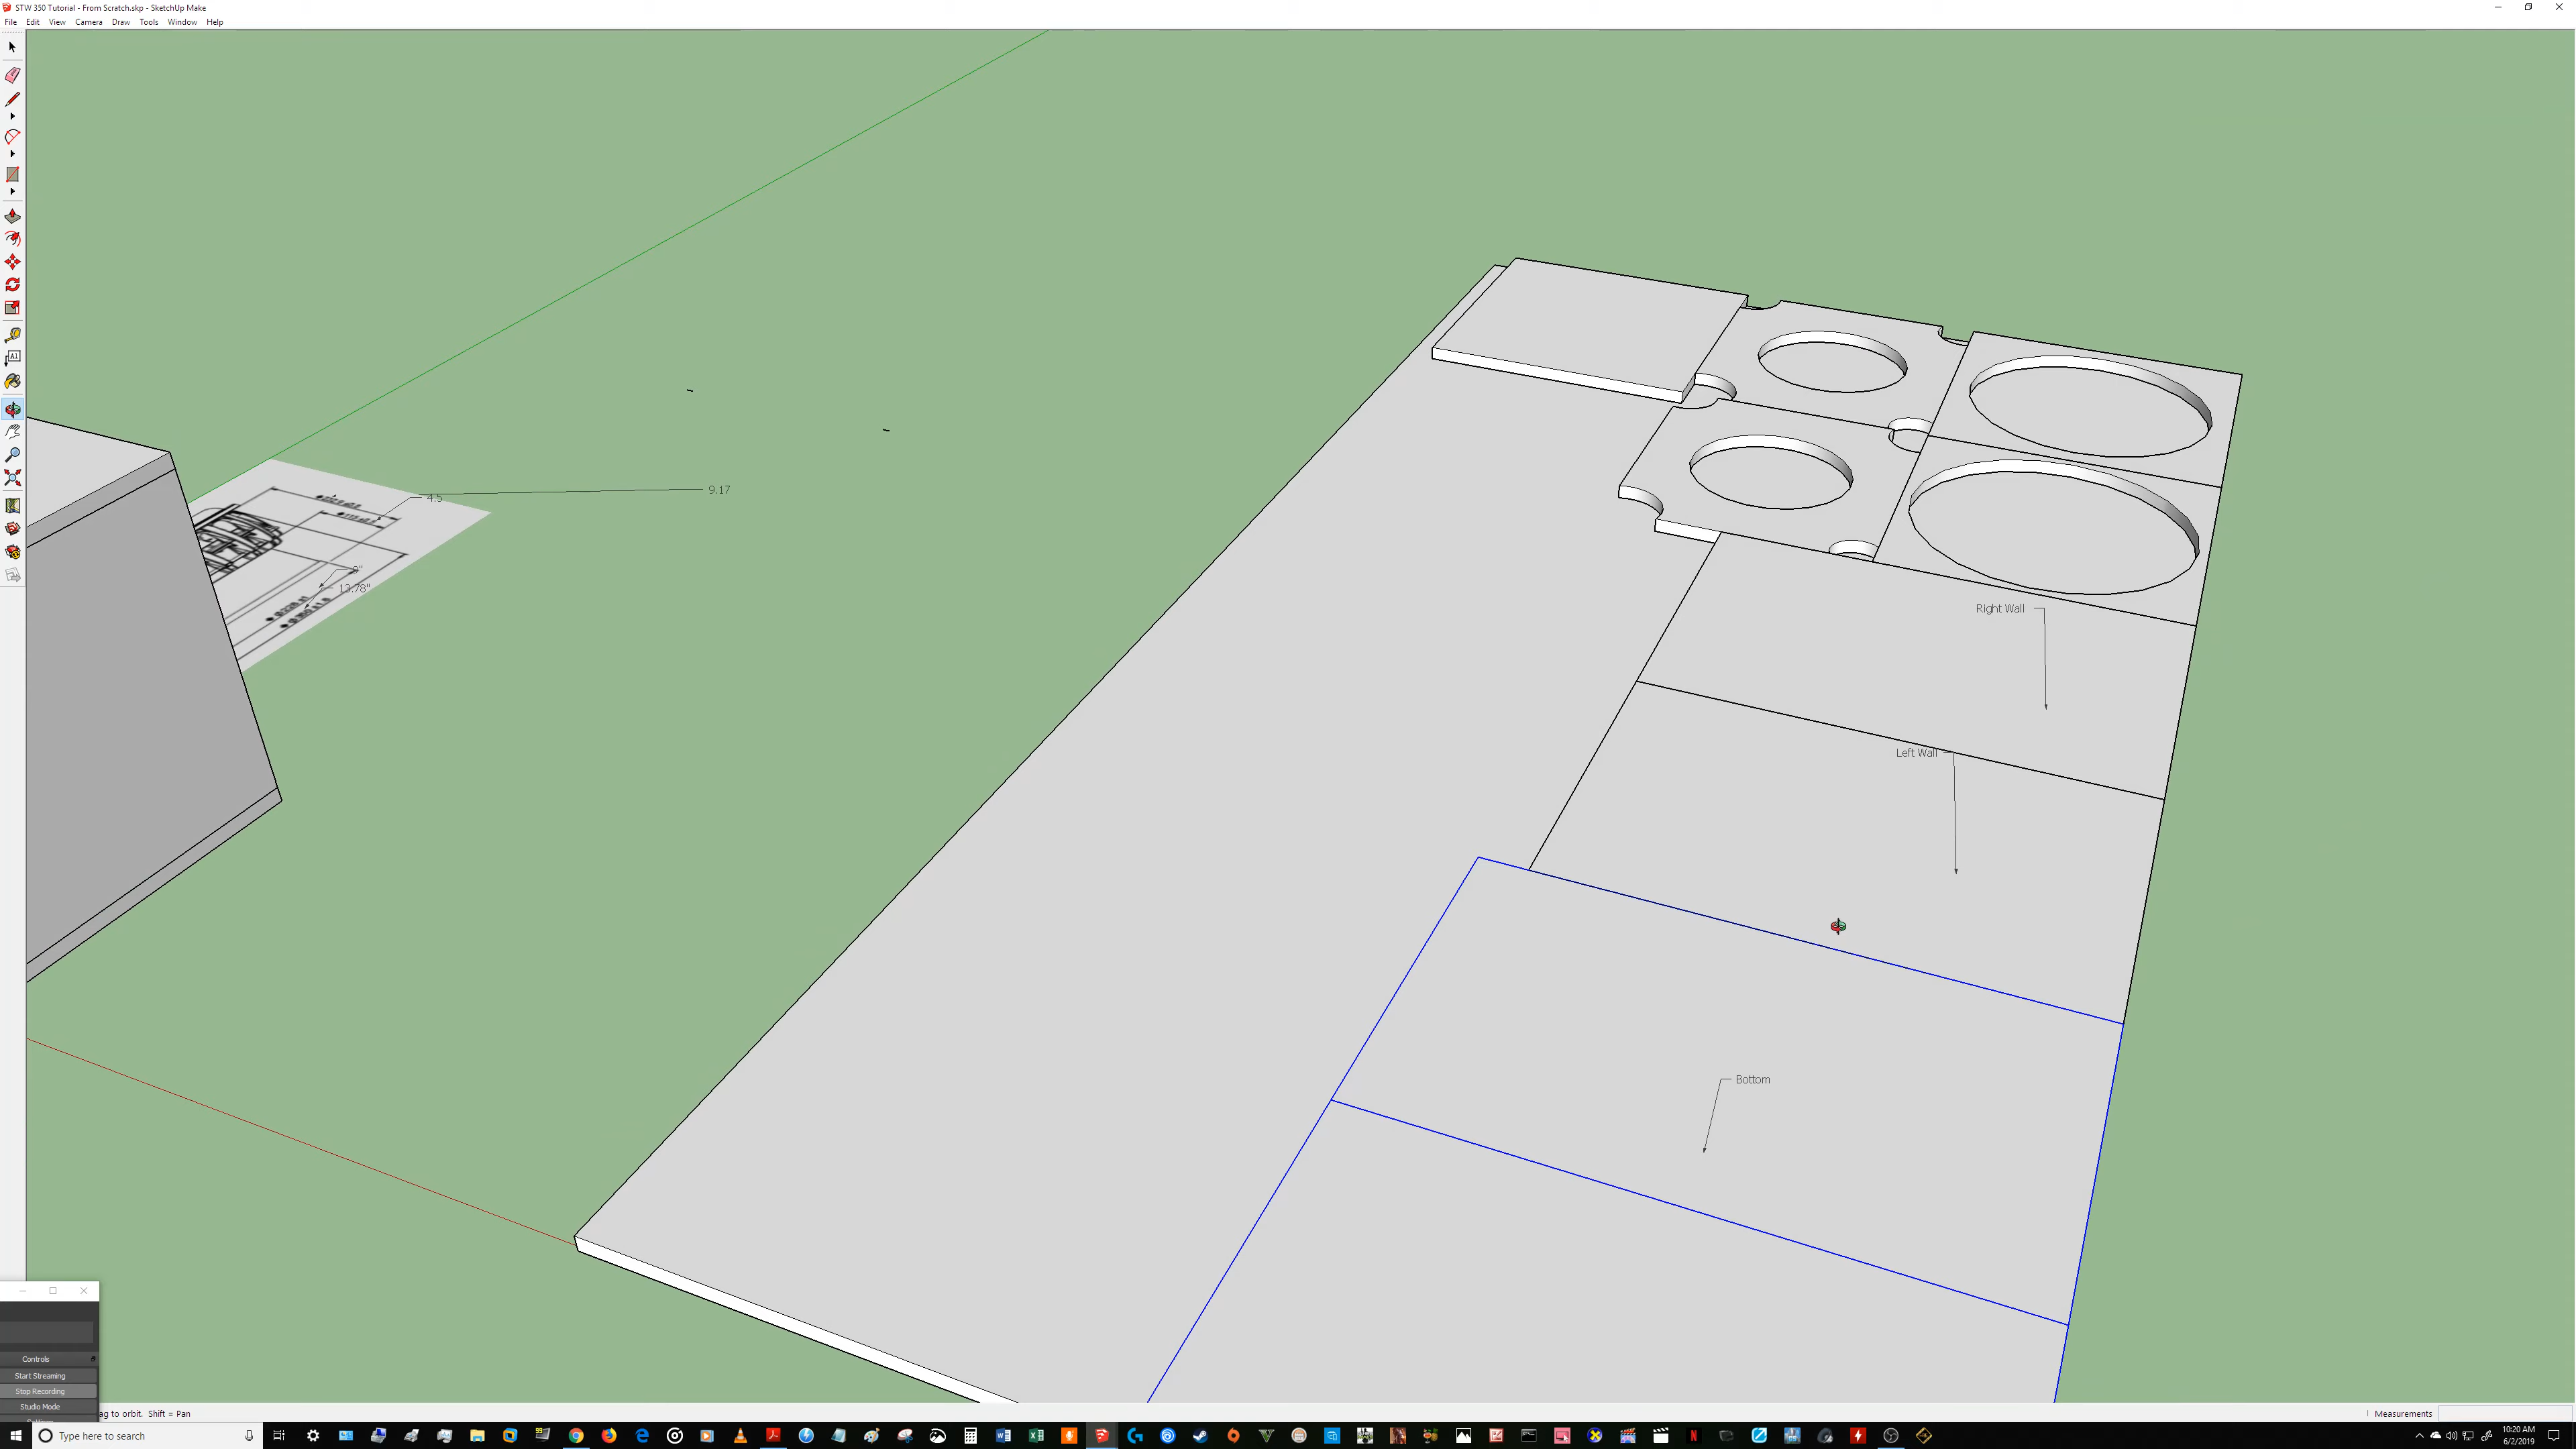 STW 350 Tutorial - From Scratch.skp - SketchUp Make
File Edit View Camera Draw Tools Window Help
A1
4.5
9.17
13.78"
Right Wall
Left Wall
Bottom
Controls
Start Streaming
Stop Recording
Studio Mode
ag to orbit. Shift = Pan
Measurements
Type here to search
10:20 AM
6/2/2019